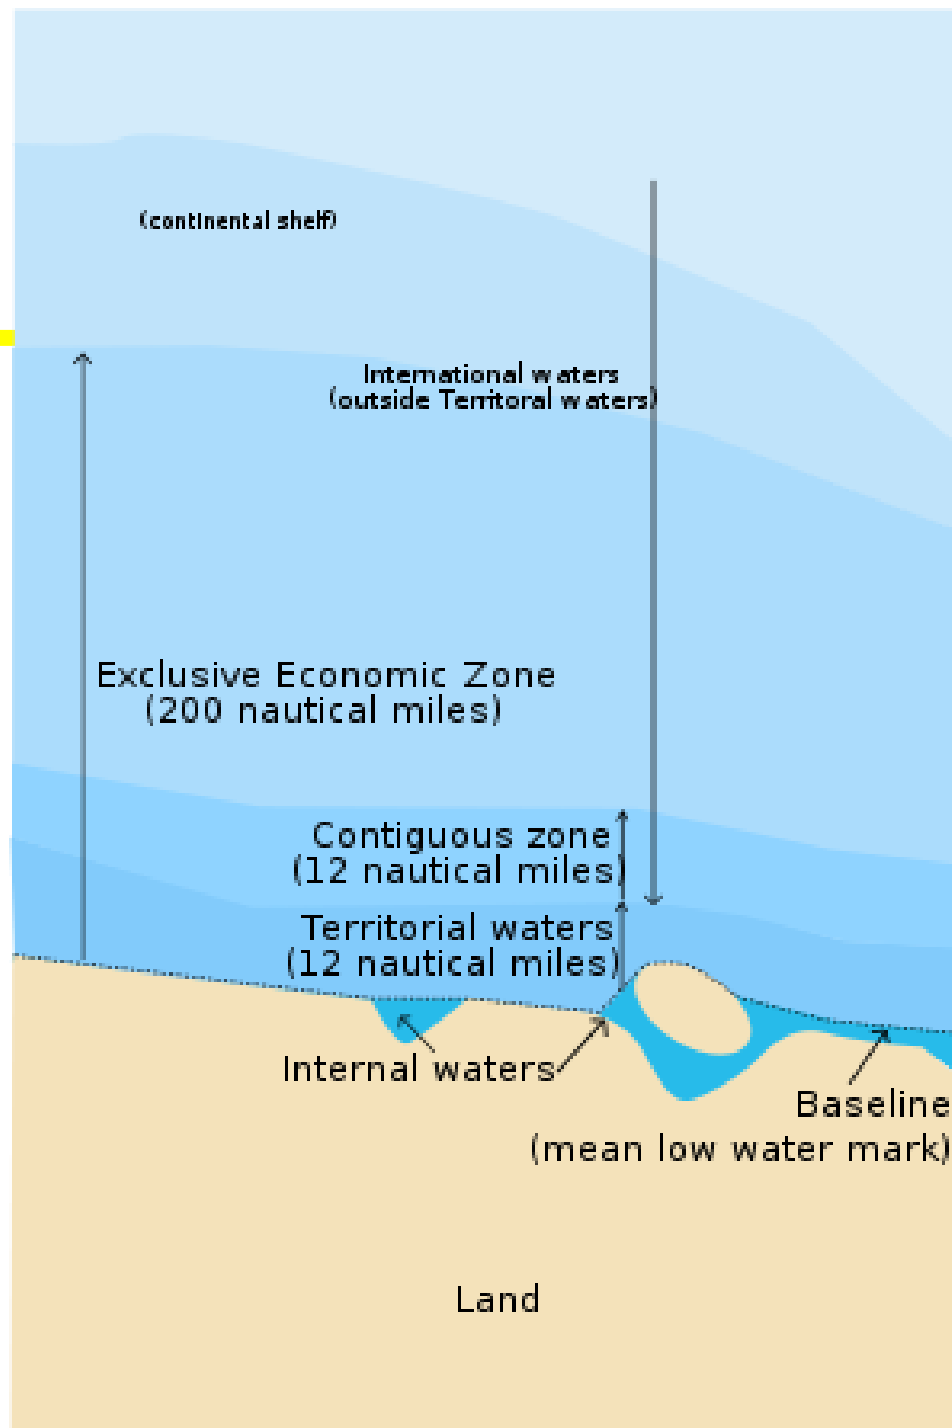 (continental shelf)
International waters
(outside Territoral waters)
Exclusive Economic Zone
(200 nautical miles)
Contiguous zone
(12 nautical miles)
Territorial waters
(12 nautical miles)
Internal waters
Baseline
(mean low water mark)
Land